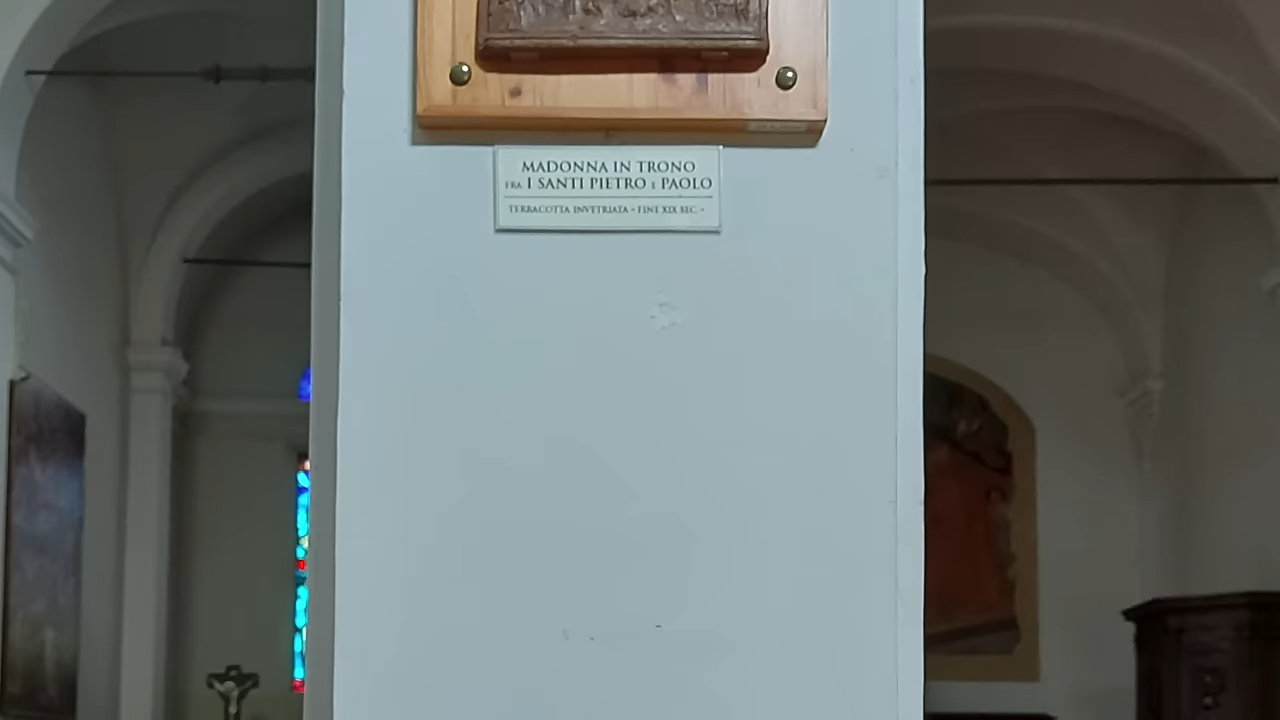 MADONNA IN TRONO
FRA I SANTI PIETRO E PAOLO
TERRACOTTA INVETRIATA - FINE XIX SEC. -